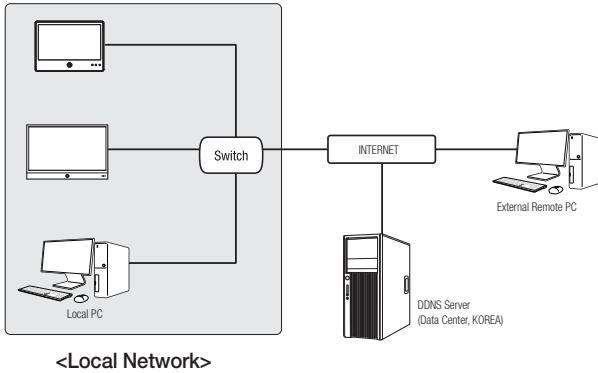 Switch
INTERNET
External Remote PC
Local PC
DDNS Server
(Data Center, KOREA)
<Local Network>